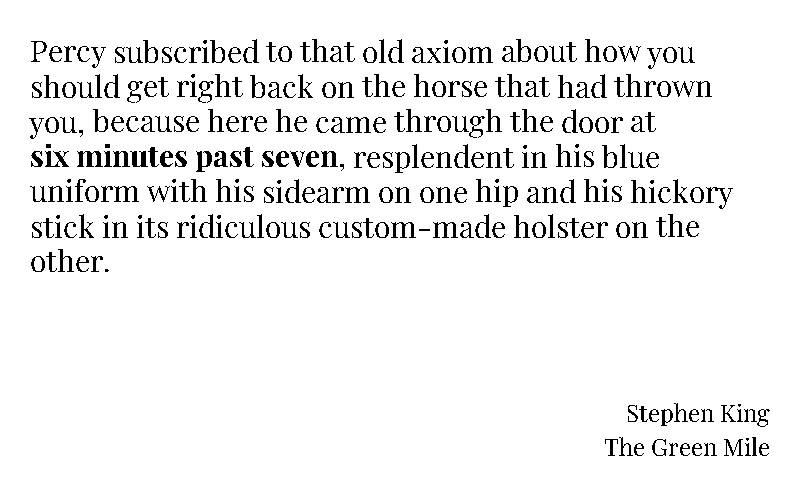 Percy subscribed to that old axiom about how you
should get right back on the horse that had thrown
you, because here he came through the door at
six minutes past seven, resplendent in his blue
uniform with his sidearm on one hip and his hickory
stick in its ridiculous custom-made holster on the
other.
Stephen King
The Green Mile